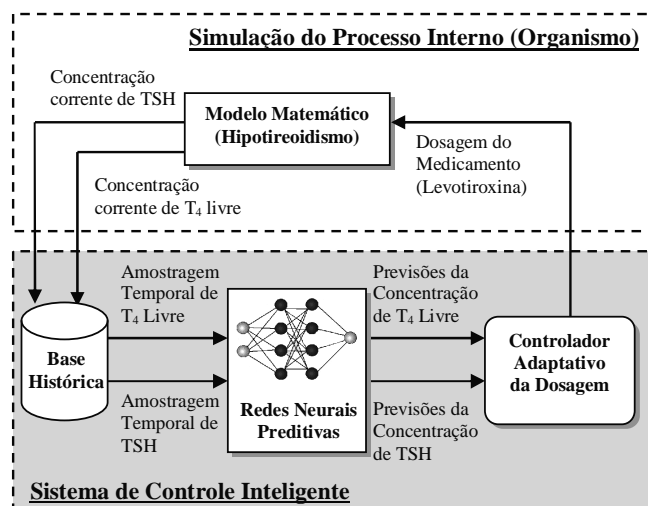 Simulação do Processo Interno (Organismo)
Concentração
corrente de TSH
Modelo Matemático
(Hipotireoidismo)
Dosagem do
Medicamento
(Levotiroxina)
Concentração
corrente de T₄ livre
Amostragem
Temporal de
T₄ Livre
Previsões da
Concentração
de T₄ Livre
Base
Histórica
Redes Neurais
Preditivas
Controlador
Adaptativo
da Dosagem
Amostragem
Temporal de
TSH
Previsões da
Concentração
de TSH
Sistema de Controle Inteligente